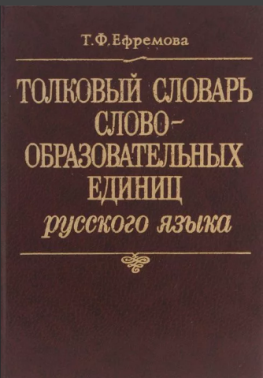 Т.Ф.Ефремова
ТОЛКОВЫЙ СЛОВАРЬ
СЛОВО-
ОБРАЗОВАТЕЛЬНЫХ
ЕДИНИЦ
русского языка